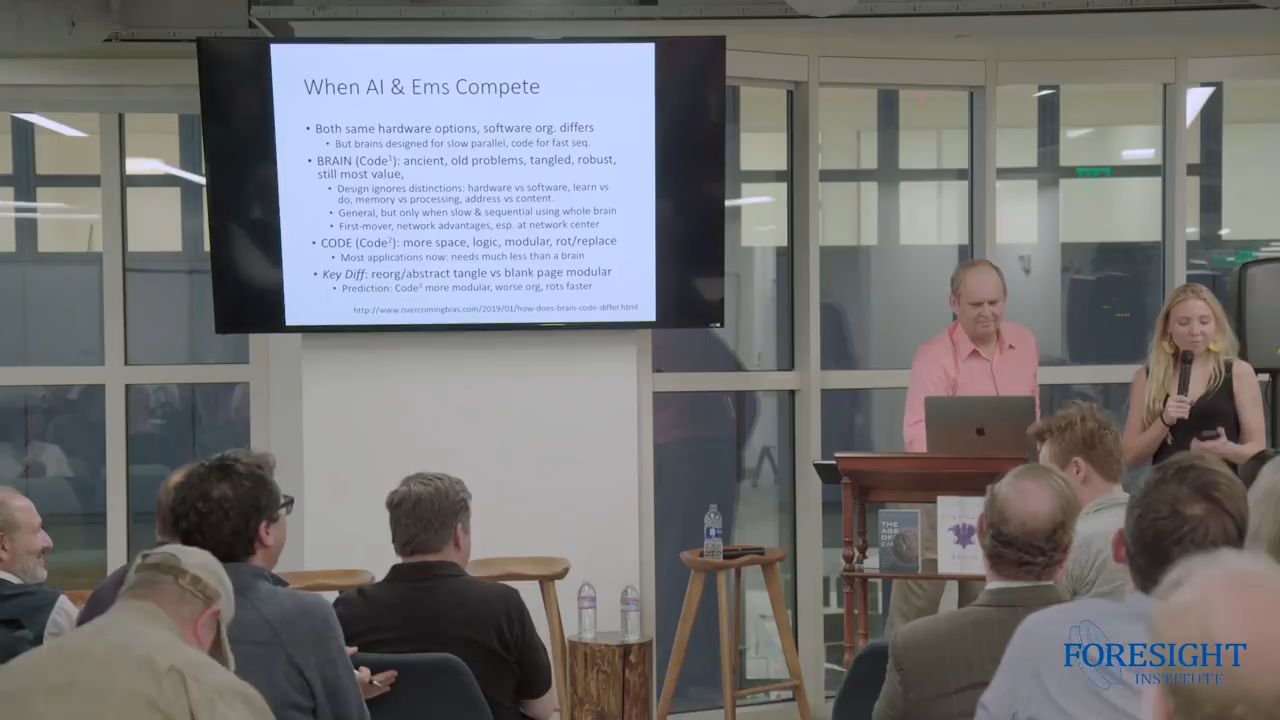 When AI & Ems Compete
• Both same hardware options, software org. differs
• But brains designed for slow parallel, code for fast seq.
• BRAIN (Code¹): ancient, old problems, tangled, robust,
still most value,
• Design ignores distinctions: hardware vs software, learn vs
do, memory vs processing, address vs content.
• General, but only when slow & sequential using whole brain
• First-mover, network advantages, esp. at network center
• CODE (Code²): more space, logic, modular, rot/replace
• Most applications now: needs much less than a brain
• Key Diff: reorg/abstract tangle vs blank page modular
• Prediction: Code¹ more modular, worse org, rots faster
http://www.overcomingbias.com/2019/01/how-does-brain-code-differ.html
THE
AGE
OF
EM
FORESIGHT
INSTITUTE